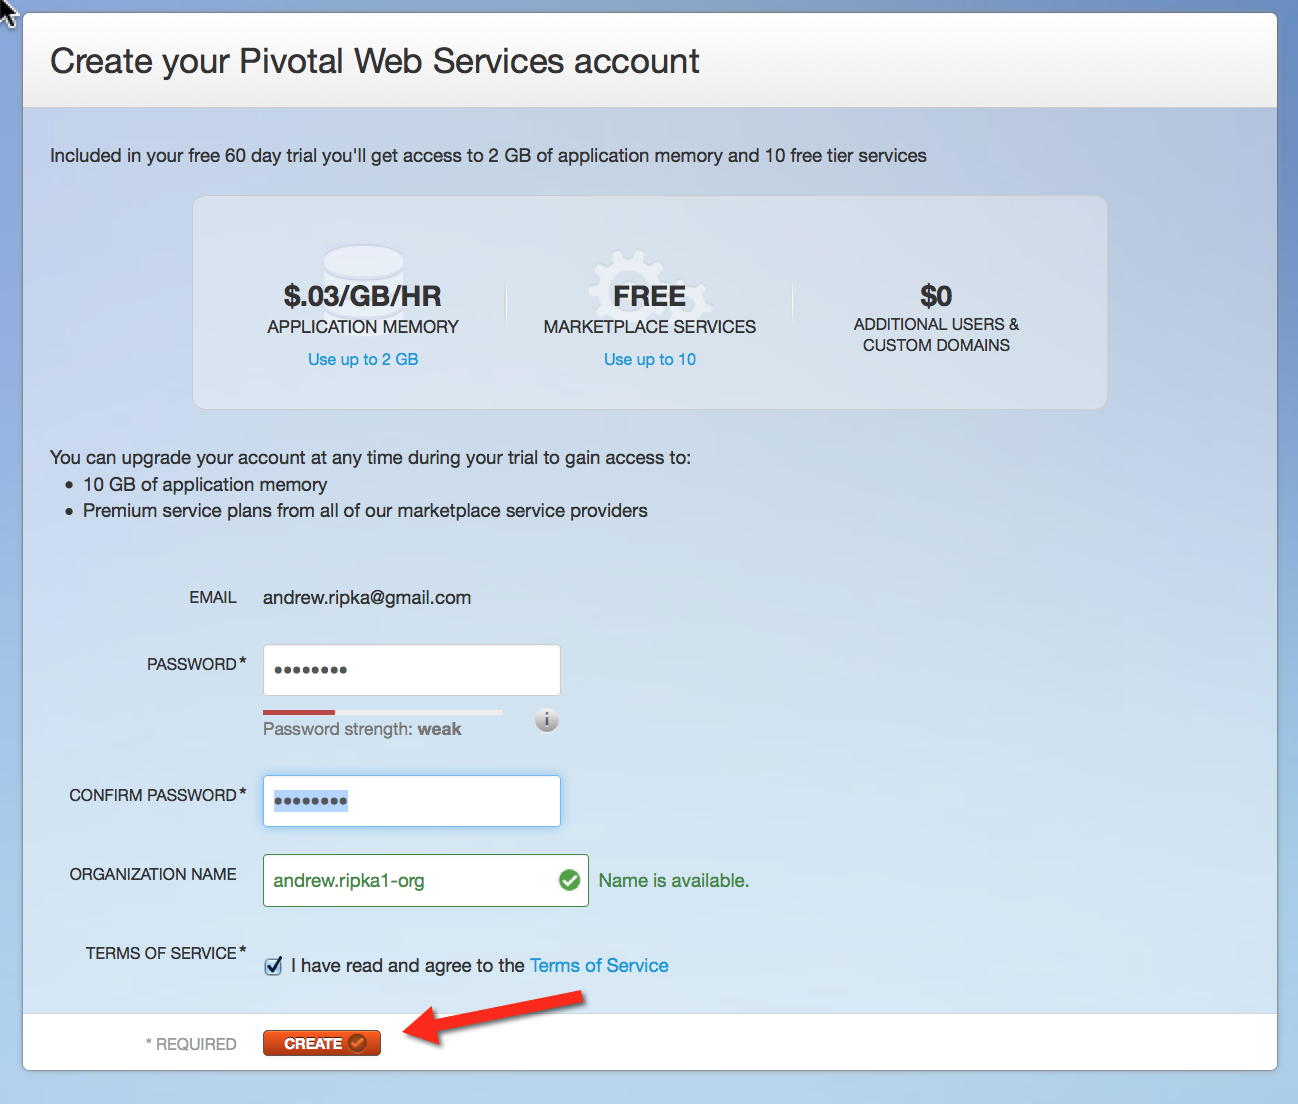 Create your Pivotal Web Services account
Included in your free 60 day trial you'll get access to 2 GB of application memory and 10 free tier services
$.03/GB/HR
APPLICATION MEMORY
Use up to 2 GB
FREE
MARKETPLACE SERVICES
Use up to 10
$0
ADDITIONAL USERS &
CUSTOM DOMAINS
You can upgrade your account at any time during your trial to gain access to:
• 10 GB of application memory
• Premium service plans from all of our marketplace service providers
EMAIL andrew.ripka@gmail.com
PASSWORD* ••••••••
Password strength: weak i
CONFIRM PASSWORD* ••••••••
ORGANIZATION NAME andrew.ripka1-org Name is available.
TERMS OF SERVICE* I have read and agree to the Terms of Service
* REQUIRED CREATE